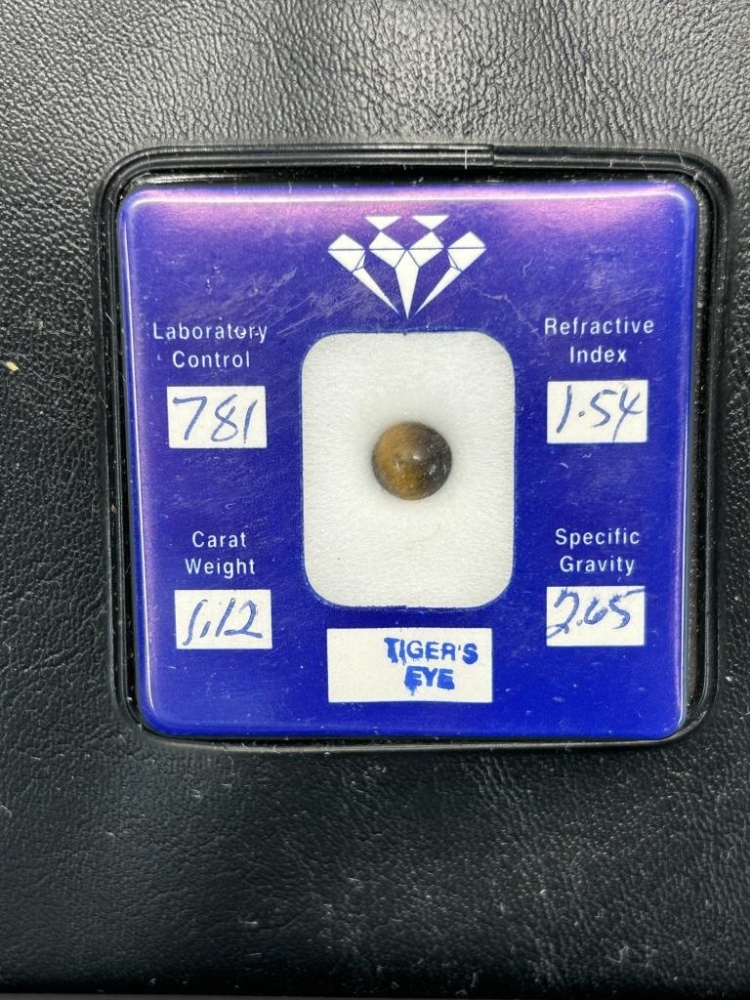 Laboratory
Control
781
Refractive
Index
1.54
Carat
Weight
1.12
Specific
Gravity
2.65
TIGER'S
EYE